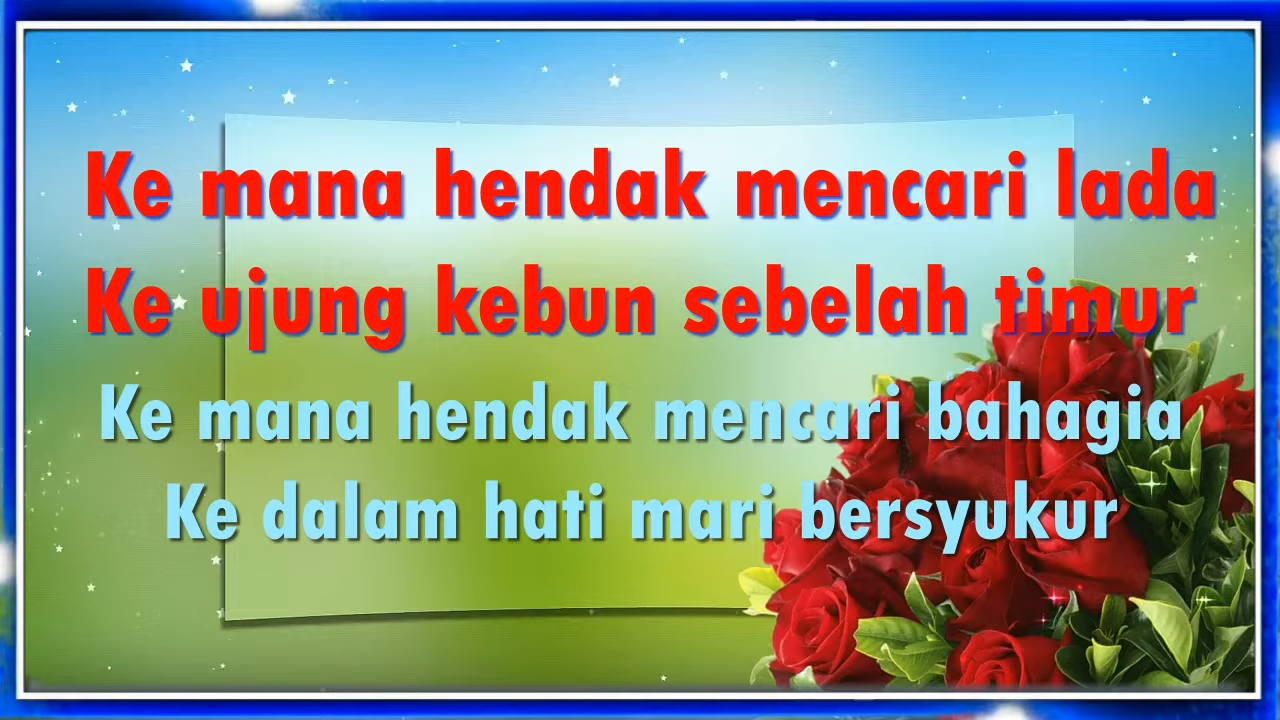 Ke mana hendak mencari lada
Ke ujung kebun sebelah timur
Ke mana hendak mencari bahagia
Ke dalam hati mari bersyukur